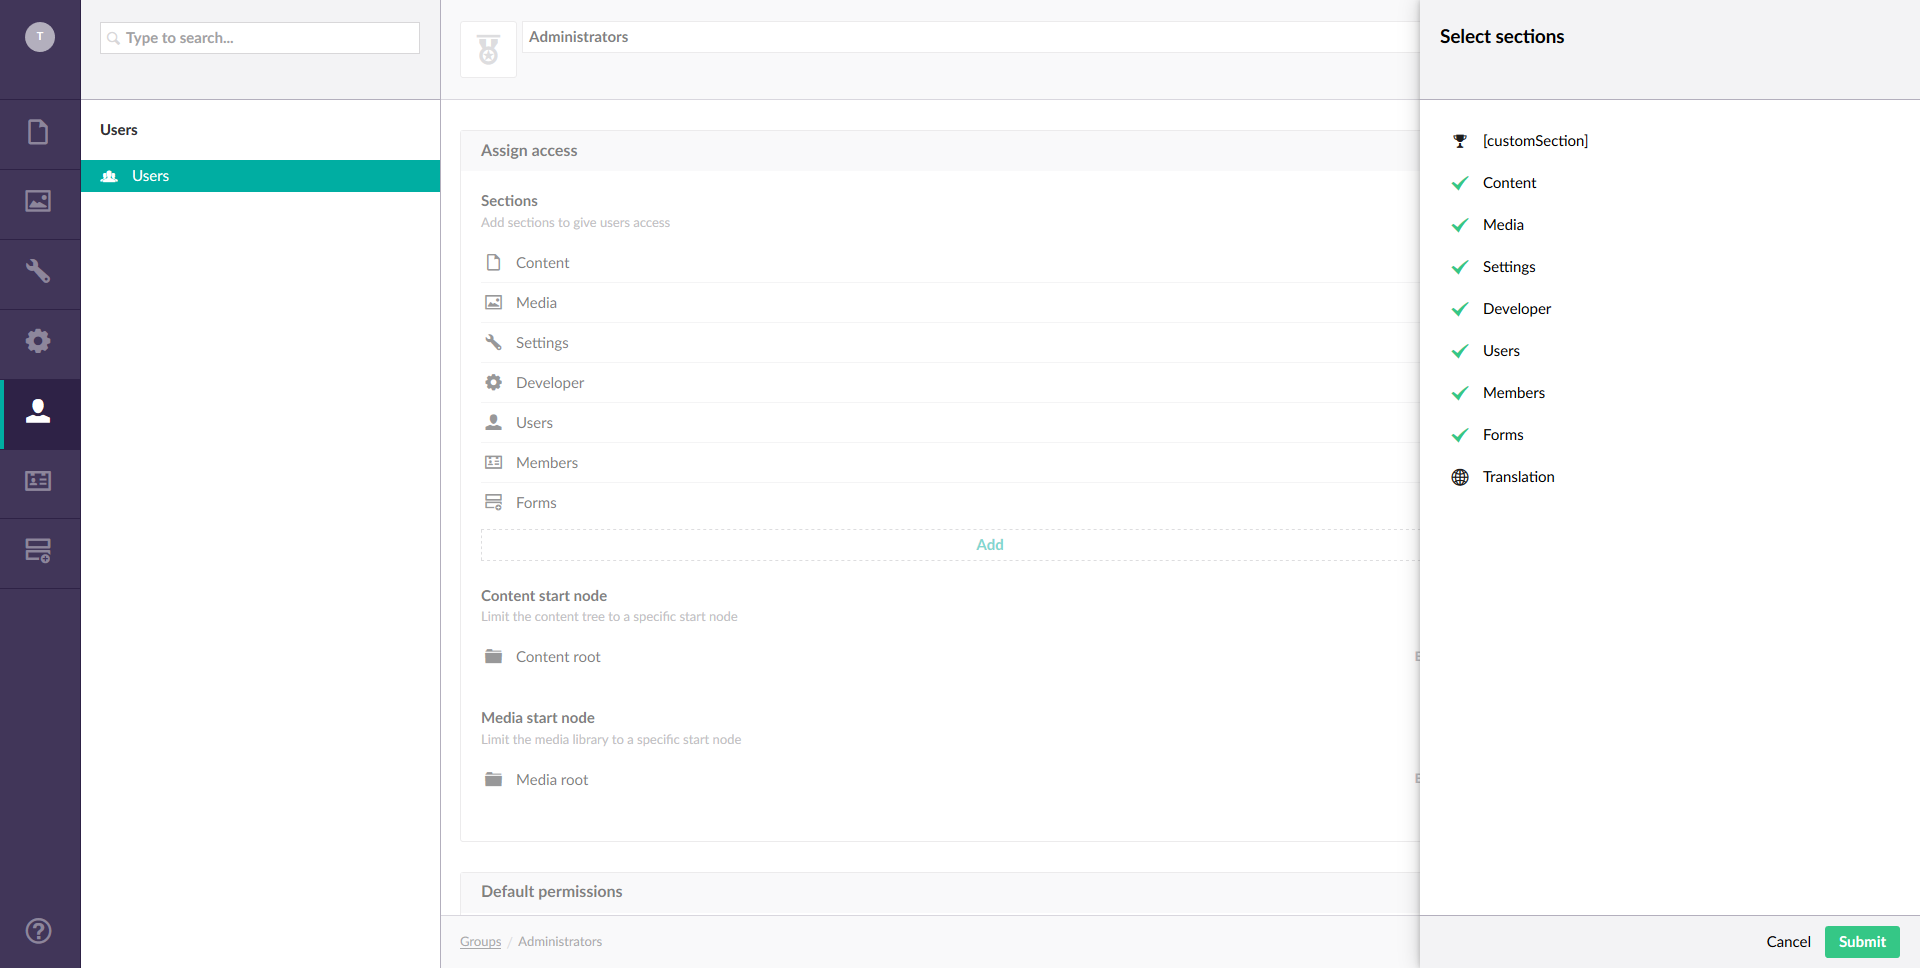 T
Type to search...
Users
Users
Administrators
Assign access
Sections
Add sections to give users access
Content
Media
Settings
Developer
Users
Members
Forms
Add
Content start node
Limit the content tree to a specific start node
Content root
Media start node
Limit the media library to a specific start node
Media root
Default permissions
Groups / Administrators
Select sections
[customSection]
Content
Media
Settings
Developer
Users
Members
Forms
Translation
Cancel
Submit